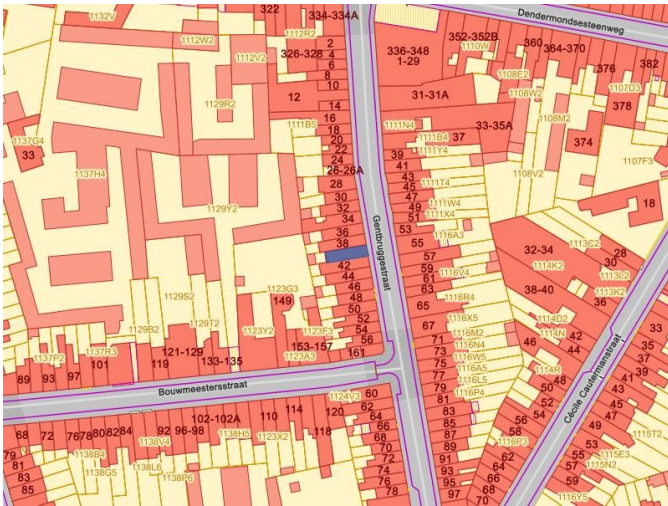 1132V
322
334-334A
1112R2
1112W2
1112V2
326-328
2
4
6
8
10
12
14
16
18
20
22
24
26-26A
28
30
32
34
36
38
42
44
46
48
50
52
54
56
161
1111B5
1129R2
1137G4
33
1137H4
1129Y2
1129S2
1129T2
1129B2
1123G3
149
1123Y2
1123F3
153-157
1123A3
1137P2
1137R3
89
93
97
101
119
121-129
133-135
Bouwmeestersstraat
Gentbruggestraat
Dendermondsesteenweg
Cécile Cautermanstraat
336-348
1-29
352-352B
1110W
360
364-370
376
382
1108E2
1108W2
1107D3
378
1108M2
374
1107F3
1108V2
18
31-31A
33-35A
1111N4
1111B4
37
1111Y4
39
41
43
1111T4
45
47
1111W4
49
1111X4
51
53
1116A3
55
57
59
1116V4
61
63
1116R4
65
1116X5
67
1116M2
71
1116N4
73
1116W5
75
1116A5
77
1116L5
79
1116P4
81
83
85
87
89
91
93
95
97
32-34
1113C2
28
1114K2
30
1113L2
38-40
1113K2
36
1114D2
1114N
42
44
46
1114R
48
50
52
54
56
58
1116P3
62
64
66
68
70
33
35
37
41
39
43
45
47
49
1115T2
53
1115E3
55
1115N2
57
59
1116Y5
1124V3
60
62
64
66
68
70
72
74
76
78
68
72
76
78
80
82
84
92
96-98
102-102A
110
114
120
118
1138V4
1138H5
1123X2
1138B4
1138G5
1138L6
1138P6
79
81
83
85